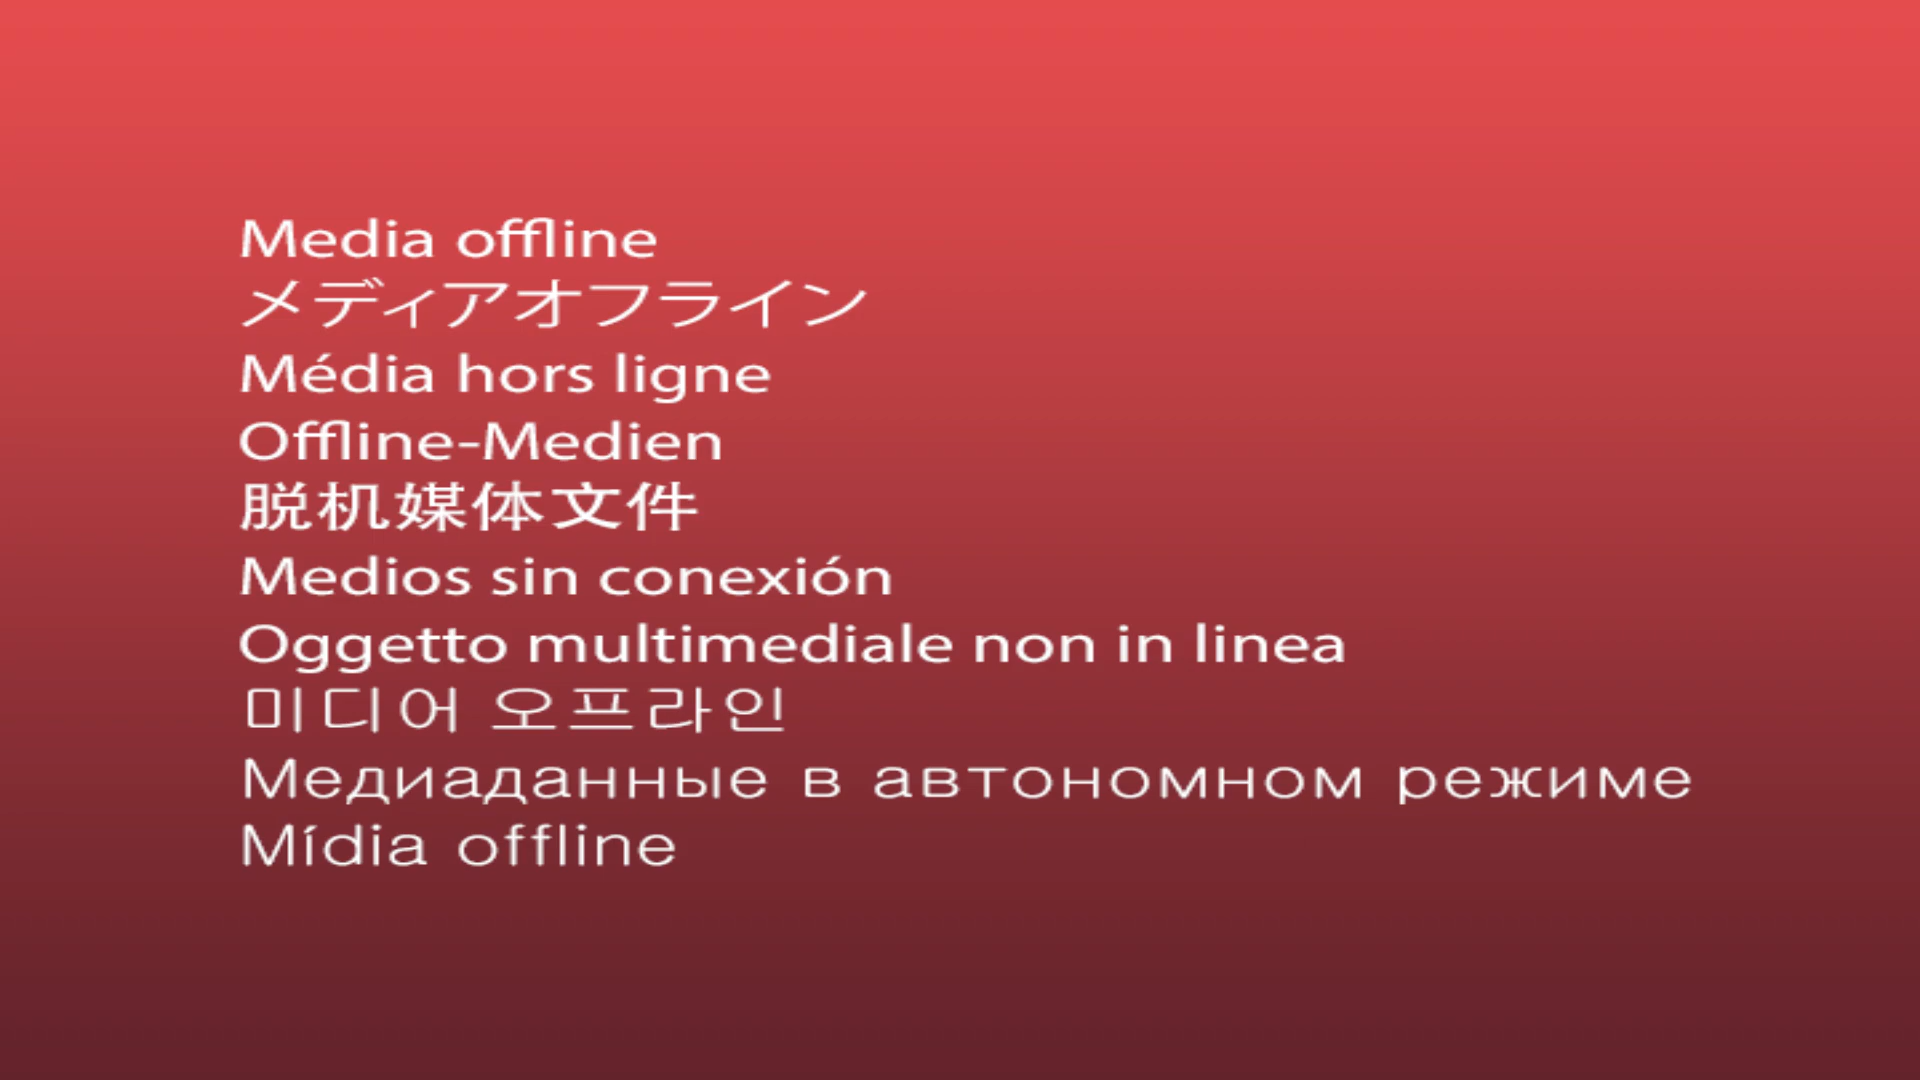 Media offline
メディアオフライン
Média hors ligne
Offline-Medien
脱机媒体文件
Medios sin conexión
Oggetto multimediale non in linea
미디어 오프라인
Медиаданные в автономном режиме
Mídia offline